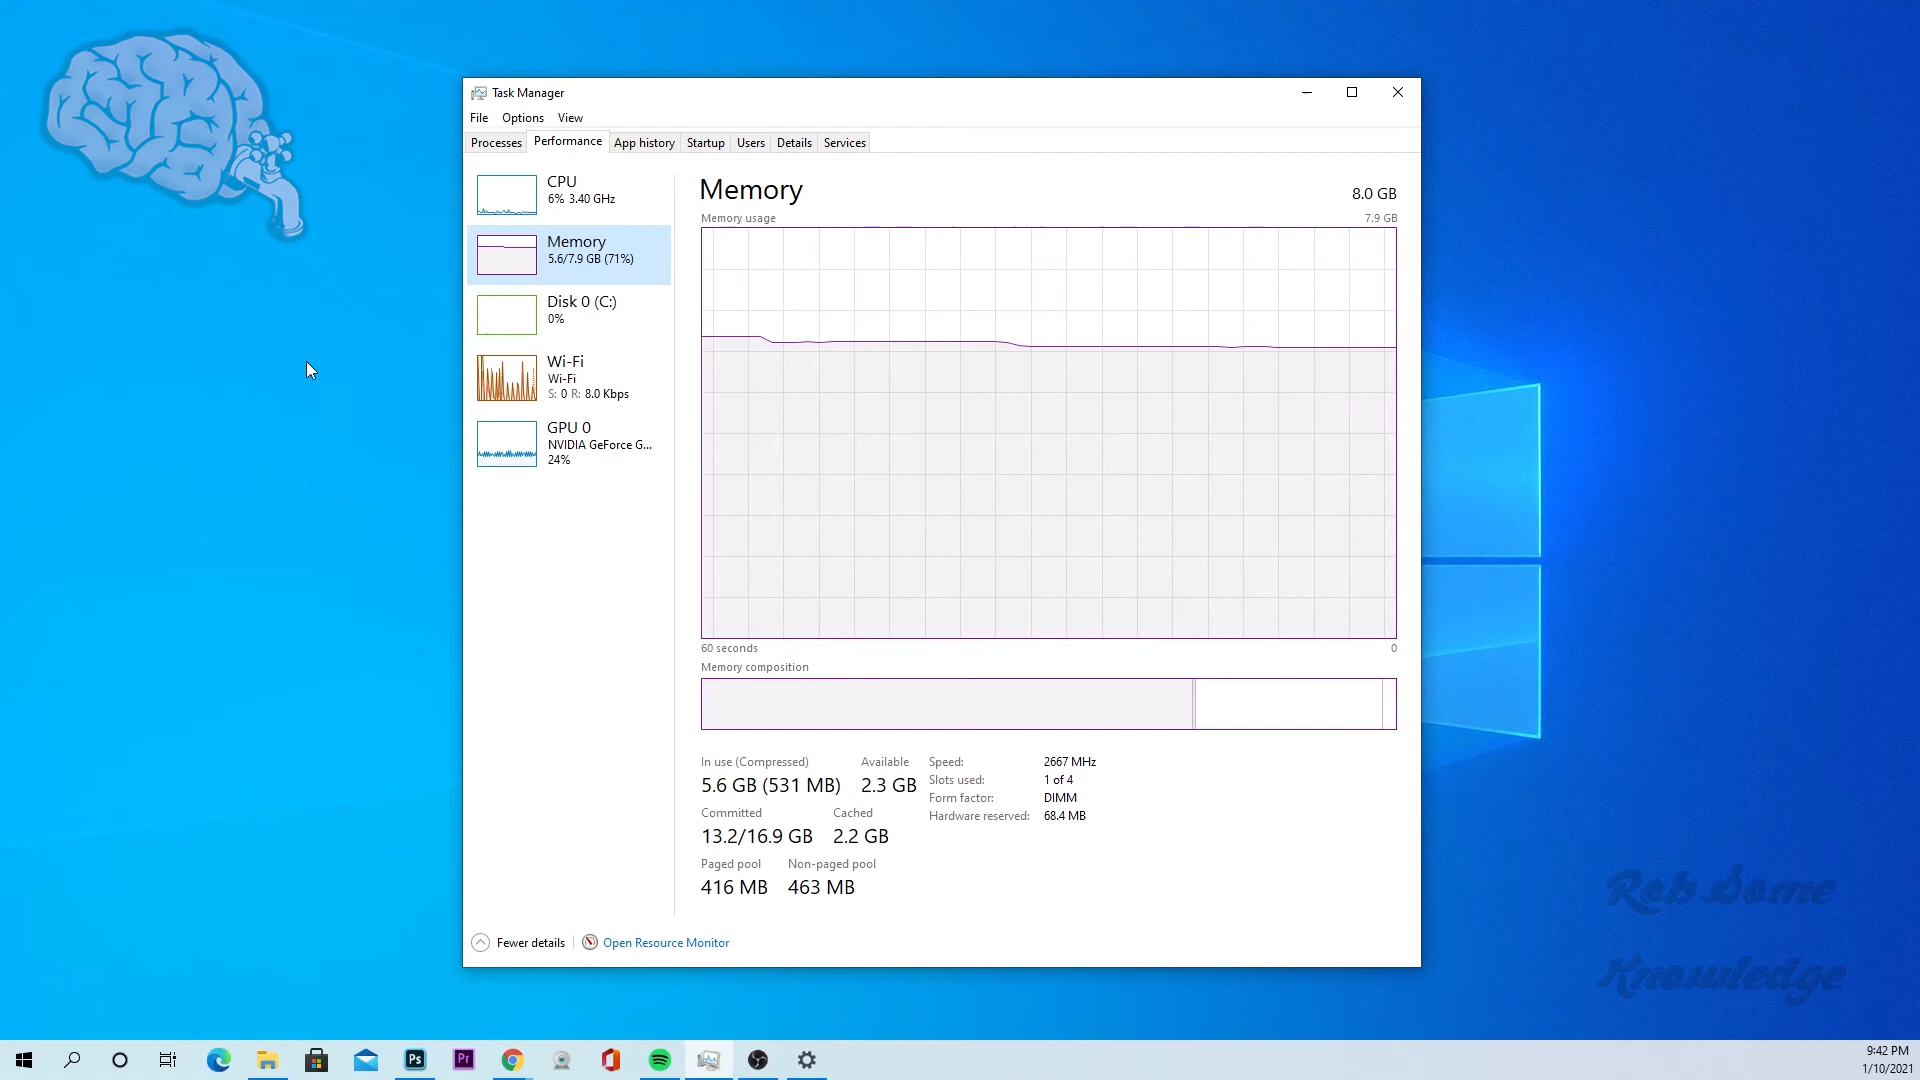 Task Manager
File Options View
Processes Performance App history Startup Users Details Services
CPU
6% 3.40 GHz
Memory
5.6/7.9 GB (71%)
Disk 0 (C:)
0%
Wi-Fi
Wi-Fi
S: 0 R: 8.0 Kbps
GPU 0
NVIDIA GeForce G...
24%
Memory 8.0 GB
Memory usage 7.9 GB
60 seconds 0
Memory composition
In use (Compressed) Available
5.6 GB (531 MB) 2.3 GB
Committed Cached
13.2/16.9 GB 2.2 GB
Paged pool Non-paged pool
416 MB 463 MB
Speed: 2667 MHz
Slots used: 1 of 4
Form factor: DIMM
Hardware reserved: 68.4 MB
Fewer details Open Resource Monitor
Rob Some
Knowledge
Ps Pr
9:42 PM
1/10/2021